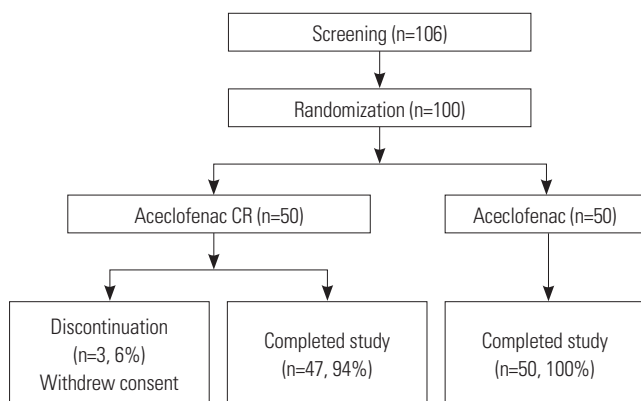 Screening (n=106)
Randomization (n=100)
Aceclofenac CR (n=50)
Aceclofenac (n=50)
Discontinuation
(n=3, 6%)
Withdrew consent
Completed study
(n=47, 94%)
Completed study
(n=50, 100%)